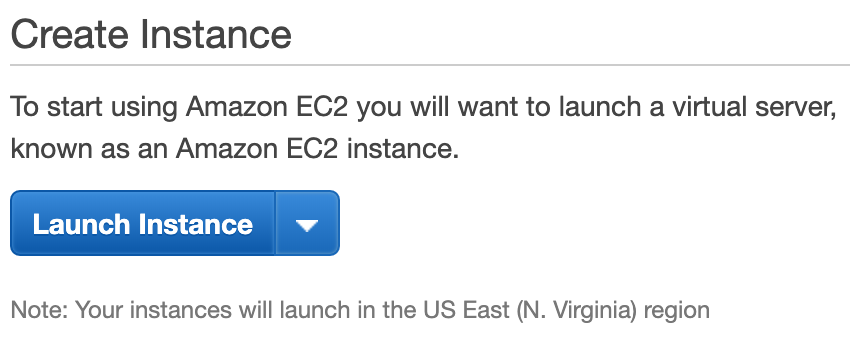 Create Instance
To start using Amazon EC2 you will want to launch a virtual server,
known as an Amazon EC2 instance.
Launch Instance
Note: Your instances will launch in the US East (N. Virginia) region